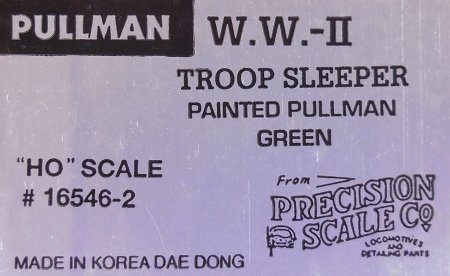 PULLMAN W.W.-II
TROOP SLEEPER
PAINTED PULLMAN
GREEN
"HO" SCALE
# 16546-2
From
PRECISION
SCALE Co.
LOCOMOTIVES
AND
DETAILING PARTS
MADE IN KOREA DAE DONG